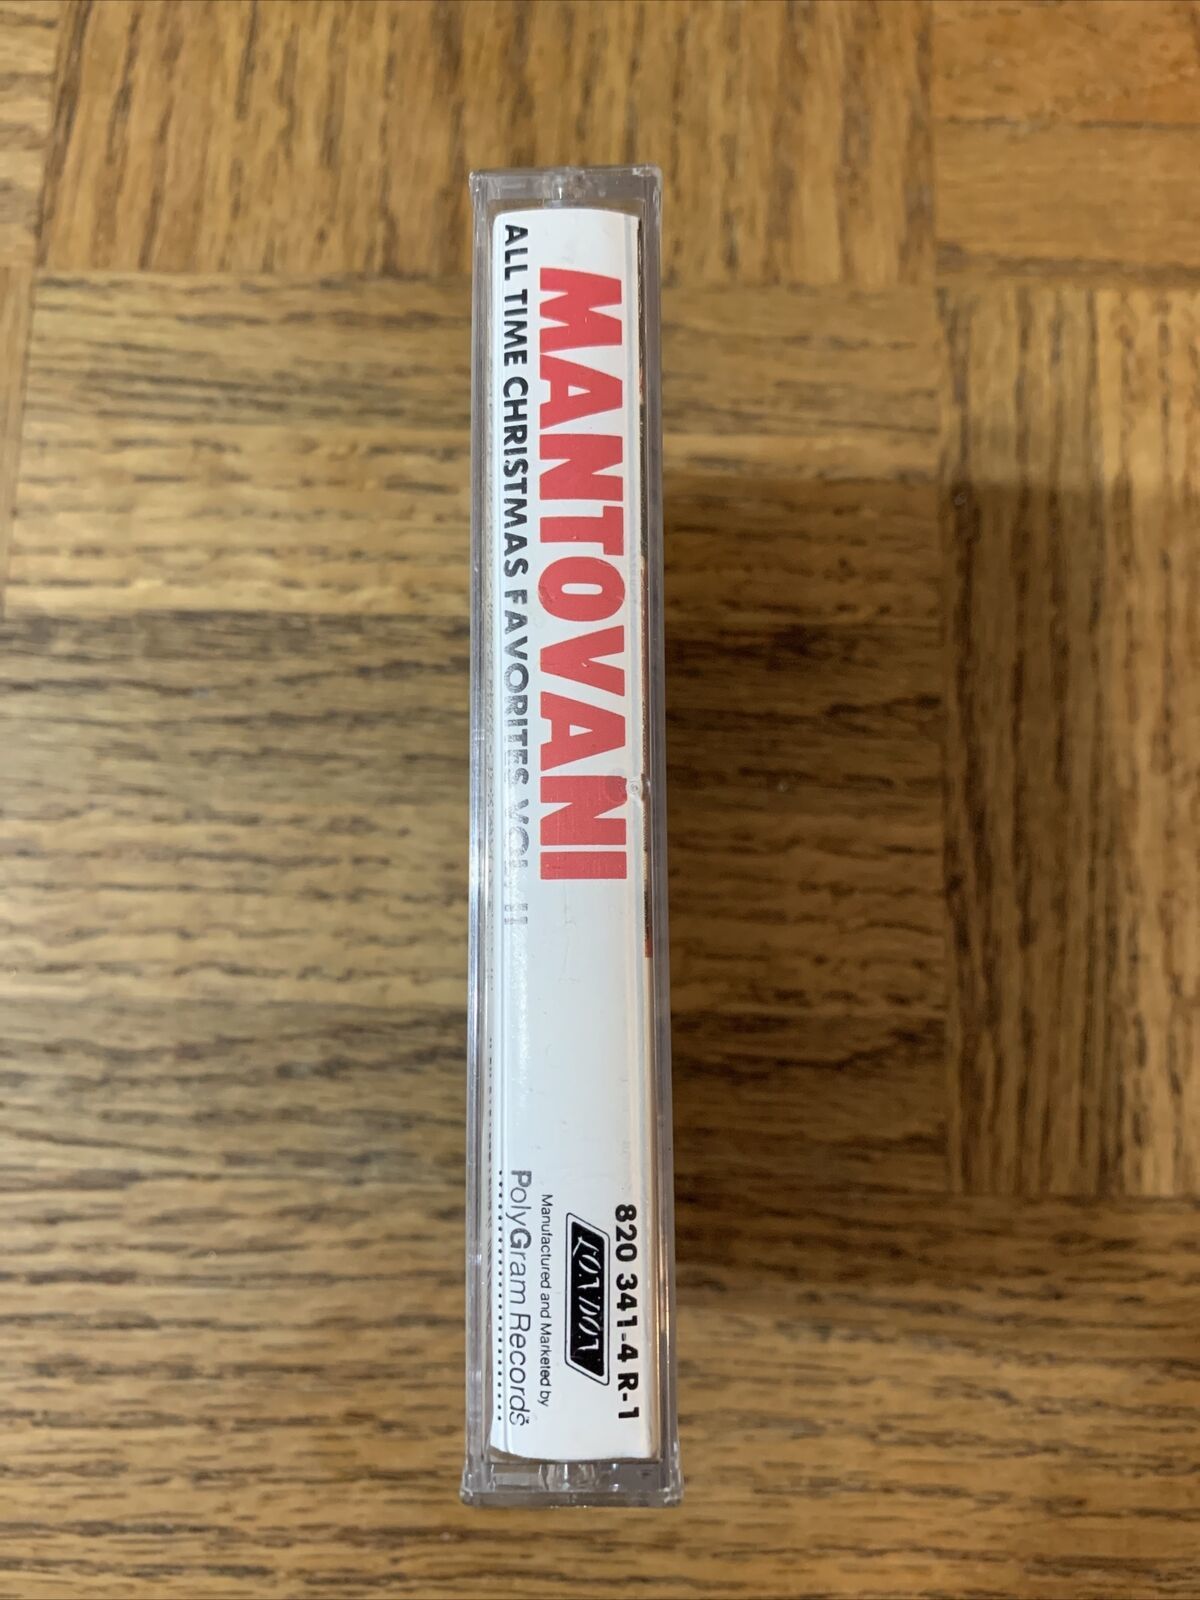 MANTOVANI
ALL TIME CHRISTMAS FAVORITES VOL. II
820 341-4 R-1
LONDON
Manufactured and Marketed by
PolyGram Records